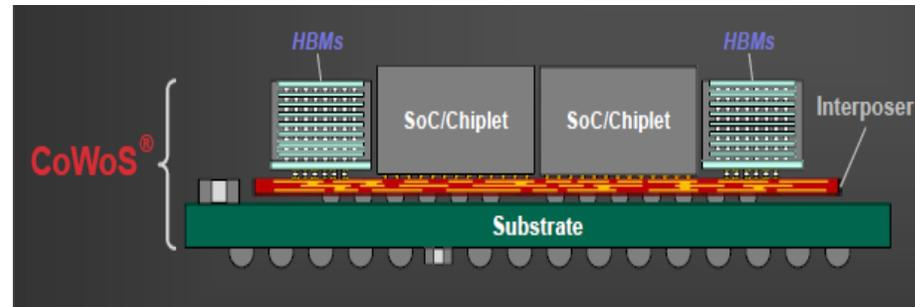 HBMs
HBMs
SoC/Chiplet
SoC/Chiplet
Interposer
CoWoS®
Substrate